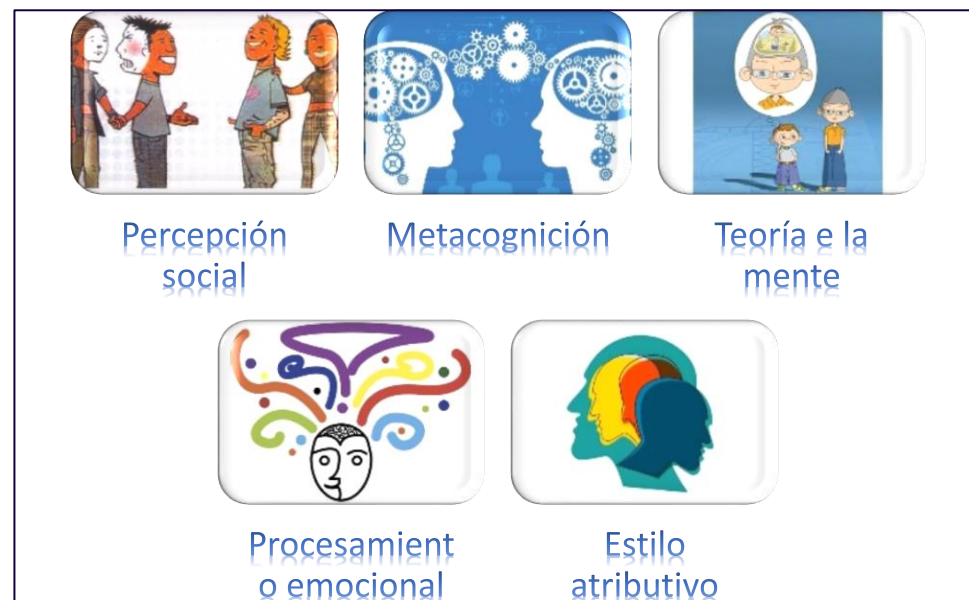 Percepción
social
Metacognición
Teoría e la
mente
Procesamient
o emocional
Estilo
atributivo